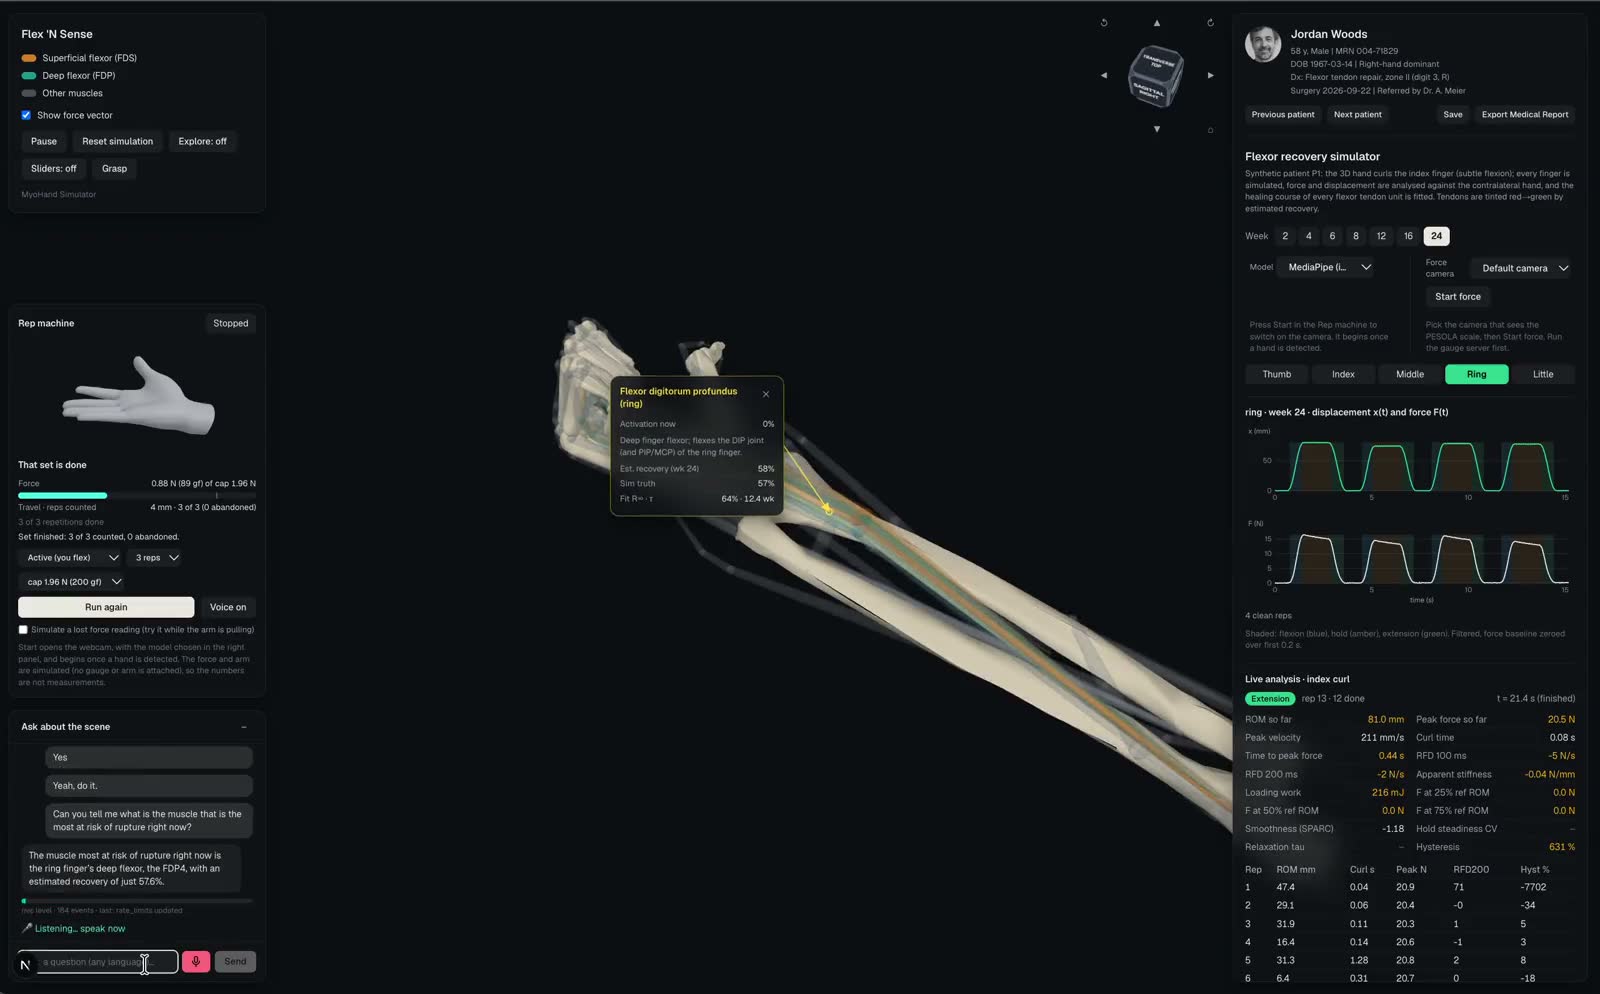 Flex 'N Sense
Superficial flexor (FDS)
Deep flexor (FDP)
Other muscles
Show force vector
Pause
Reset simulation
Explore: off
Sliders: off
Grasp
MyoHand Simulator
Rep machine
Stopped
That set is done
Force
0.88 N (89 gf) of cap 1.96 N
Travel · reps counted
4 mm · 3 of 3 (0 abandoned)
3 of 3 repetitions done
Set finished: 3 of 3 counted, 0 abandoned.
Active (you flex)
3 reps
cap 1.96 N (200 gf)
Run again
Voice on
Simulate a lost force reading (try it while the arm is pulling)
Start opens the webcam, with the model chosen in the right
panel, and begins once a hand is detected. The force and arm
are simulated (no gauge or arm is attached), so the numbers
are not measurements.
Ask about the scene
Yes
Yeah, do it.
Can you tell me what is the muscle that is the
most at risk of rupture right now?
The muscle most at risk of rupture right now is
the ring finger's deep flexor, the FDP4, with an
estimated recovery of just 57.6%.
mp level · 164 events · last: rate_limits updated
Listening... speak now
N
a question (any langua
Send
TRANSVERSE
TOP
SAGITTAL
RIGHT
Flexor digitorum profundus
(ring)
Activation now
0%
Deep finger flexor; flexes the DIP joint
(and PIP/MCP) of the ring finger.
Est. recovery (wk 24)
58%
Sim truth
57%
Fit R∞ · τ
64% · 12.4 wk
Jordan Woods
58 y, Male | MRN 004-71829
DOB 1967-03-14 | Right-hand dominant
Dx: Flexor tendon repair, zone II (digit 3, R)
Surgery 2026-09-22 | Referred by Dr. A. Meier
Previous patient
Next patient
Save
Export Medical Report
Flexor recovery simulator
Synthetic patient P1: the 3D hand curls the index finger (subtle flexion); every finger is
simulated, force and displacement are analysed against the contralateral hand, and the
healing course of every flexor tendon unit is fitted. Tendons are tinted red→green by
estimated recovery.
Week
2
4
6
8
12
16
24
Model
MediaPipe (i...
Force
camera
Default camera
Start force
Press Start in the Rep machine to
switch on the camera, it begins once
a hand is detected.
Pick the camera that sees the
PESOLA scale, then Start force. Run
the gauge server first.
Thumb
Index
Middle
Ring
Little
ring · week 24 · displacement x(t) and force F(t)
x (mm)
50
0
0
5
10
15
F (N)
15
10
5
0
0
5
10
15
time (s)
4 clean reps
Shaded: flexion (blue), hold (amber), extension (green). Filtered, force baseline zeroed
over first 0.2 s.
Live analysis · index curl
Extension
rep 13 · 12 done
t = 21.4 s (finished)
ROM so far
81.0 mm
Peak force so far
20.5 N
Peak velocity
211 mm/s
Curl time
0.08 s
Time to peak force
0.44 s
RFD 100 ms
-5 N/s
RFD 200 ms
-2 N/s
Apparent stiffness
-0.04 N/mm
Loading work
216 mJ
F at 25% ref ROM
0.0 N
F at 50% ref ROM
0.0 N
F at 75% ref ROM
0.0 N
Smoothness (SPARC)
-1.18
Hold steadiness CV
–
Relaxation tau
–
Hysteresis
631 %
Rep ROM mm Curl s Peak N RFD200 Hyst %
1 47.4 0.04 20.9 71 -7702
2 29.1 0.06 20.4 -0 -34
3 31.9 0.11 20.3 1 5
4 16.4 0.14 20.6 -1 3
5 31.3 1.28 20.8 2 8
6 6.4 0.31 20.7 0 -18